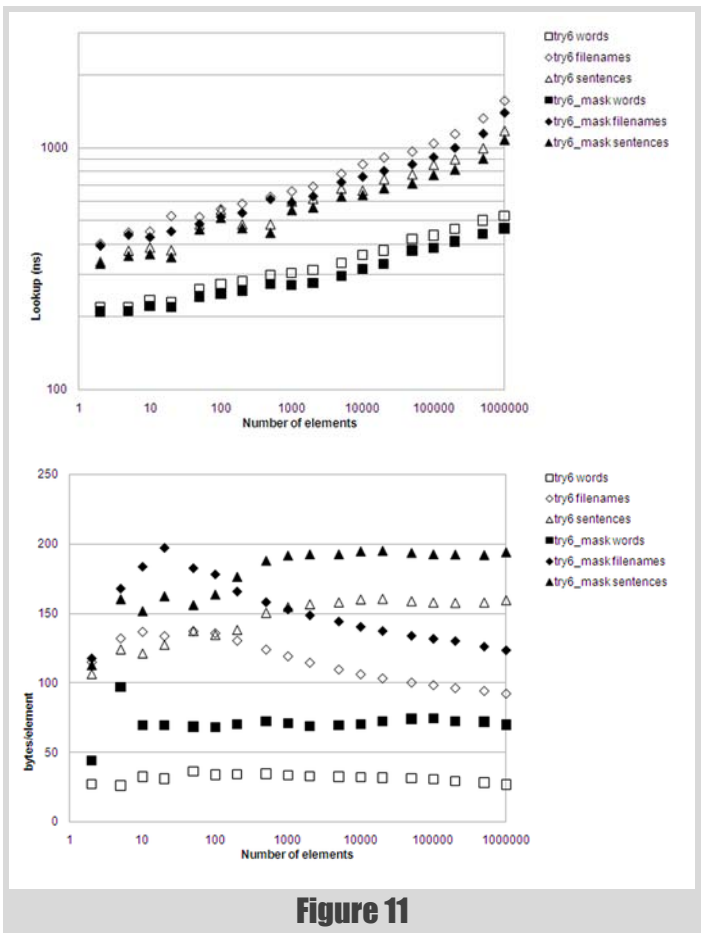 try6 words
try6 filenames
try6 sentences
try6_mask words
try6_mask filenames
try6_mask sentences
1000
100
Lookup (ns)
1 10 100 1000 10000 100000 1000000
Number of elements
250
200
150
100
50
0
bytes/element
try6 words
try6 filenames
try6 sentences
try6_mask words
try6_mask filenames
try6_mask sentences
1 10 100 1000 10000 100000 1000000
Number of elements
Figure 11